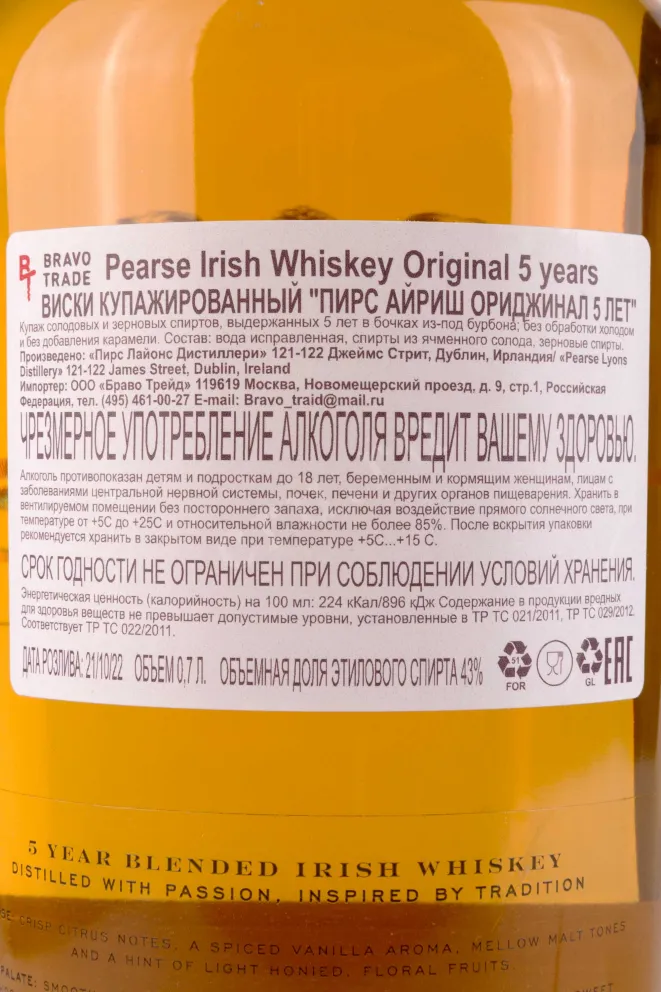 BRAVO TRADE
Pearse Irish Whiskey Original 5 years
ВИСКИ КУПАЖИРОВАННЫЙ "ПИРС АЙРИШ ОРИДЖИНАЛ 5 ЛЕТ"
Купаж солодовых и зерновых спиртов, выдержанных 5 лет в бочках из-под бурбона; без обработки холодом
и без добавления карамели. Состав: вода исправленная, спирты из ячменного солода, зерновые спирты.
Произведено: «Пирс Лайонс Дистиллери» 121-122 Джеймс Стрит, Дублин, Ирландия/ «Pearse Lyons
Distillery» 121-122 James Street, Dublin, Ireland
Импортер: ООО «Браво Трейд» 119619 Москва, Новомещерский проезд, д. 9, стр.1, Российская
Федерация, тел. (495) 461-00-27 E-mail: Bravo_traid@mail.ru
ЧРЕЗМЕРНОЕ УПОТРЕБЛЕНИЕ АЛКОГОЛЯ ВРЕДИТ ВАШЕМУ ЗДОРОВЬЮ.
Алкоголь противопоказан детям и подросткам до 18 лет, беременным и кормящим женщинам, лицам с
заболеваниями центральной нервной системы, почек, печени и других органов пищеварения. Хранить в
вентилируемом помещении без постороннего запаха, исключая воздействие прямого солнечного света, при
температуре от +5С до +25С и относительной влажности не более 85%. После вскрытия упаковки
рекомендуется хранить в закрытом виде при температуре +5С...+15 С.
СРОК ГОДНОСТИ НЕ ОГРАНИЧЕН ПРИ СОБЛЮДЕНИИ УСЛОВИЙ ХРАНЕНИЯ.
Энергетическая ценность (калорийность) на 100 мл: 224 кКал/896 кДж Содержание в продукции вредных
для здоровья веществ не превышает допустимые уровни, установленные в ТР ТС 021/2011, ТР ТС 029/2012.
Соответствует ТР ТС 022/2011.
ДАТА РОЗЛИВА: 21/10/22 ОБЪЕМ 0,7 Л. ОБЪЕМНАЯ ДОЛЯ ЭТИЛОВОГО СПИРТА 43%
51 FOR GL EAC
5 YEAR BLENDED IRISH WHISKEY
DISTILLED WITH PASSION, INSPIRED BY TRADITION
CRISP CITRUS NOTES, A SPICED VANILLA AROMA, MELLOW MALT TONES
AND A HINT OF LIGHT HONIED, FLORAL FRUITS
PALATE: